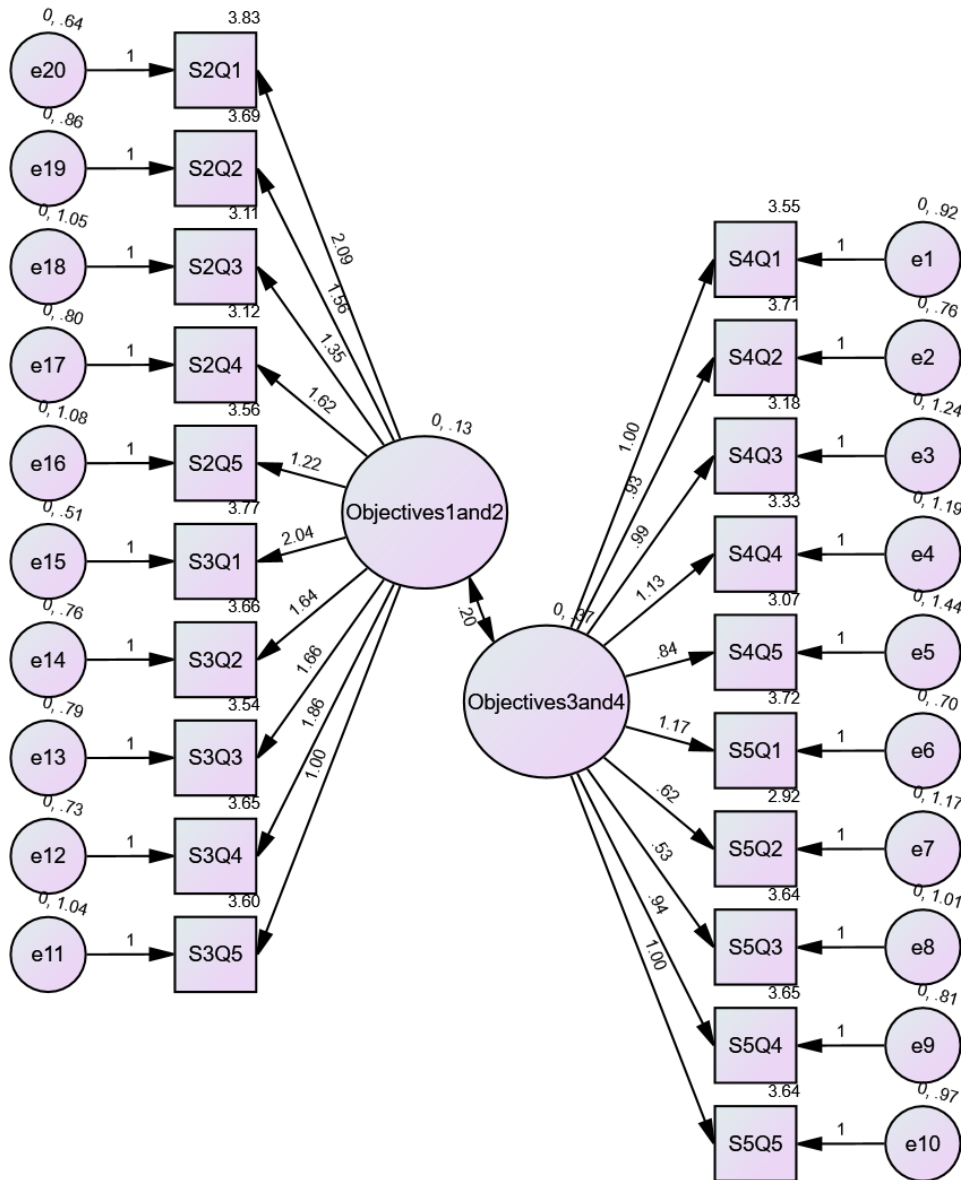 0, .64
3.83
e20
1
S2Q1
0, .86
3.69
e19
1
S2Q2
0, 1.05
3.11
e18
1
S2Q3
0, .80
3.12
e17
1
S2Q4
0, 1.08
3.56
e16
1
S2Q5
0, .51
3.77
e15
1
S3Q1
0, .76
3.66
e14
1
S3Q2
0, .79
3.54
e13
1
S3Q3
0, .73
3.65
e12
1
S3Q4
0, 1.04
3.60
e11
1
S3Q5
2.09
1.56
1.35
1.62
1.22
2.04
1.64
1.66
1.86
1.00
0, .13
Objectives1and2
.20
0, .37
Objectives3and4
1.00
.93
.99
1.13
.84
1.17
.62
.53
.94
1.00
3.55
0, .92
S4Q1
1
e1
3.71
0, .76
S4Q2
1
e2
3.18
0, 1.24
S4Q3
1
e3
3.33
0, 1.19
S4Q4
1
e4
3.07
0, 1.44
S4Q5
1
e5
3.72
0, .70
S5Q1
1
e6
2.92
0, 1.17
S5Q2
1
e7
3.64
0, 1.01
S5Q3
1
e8
3.65
0, .81
S5Q4
1
e9
3.64
0, .97
S5Q5
1
e10